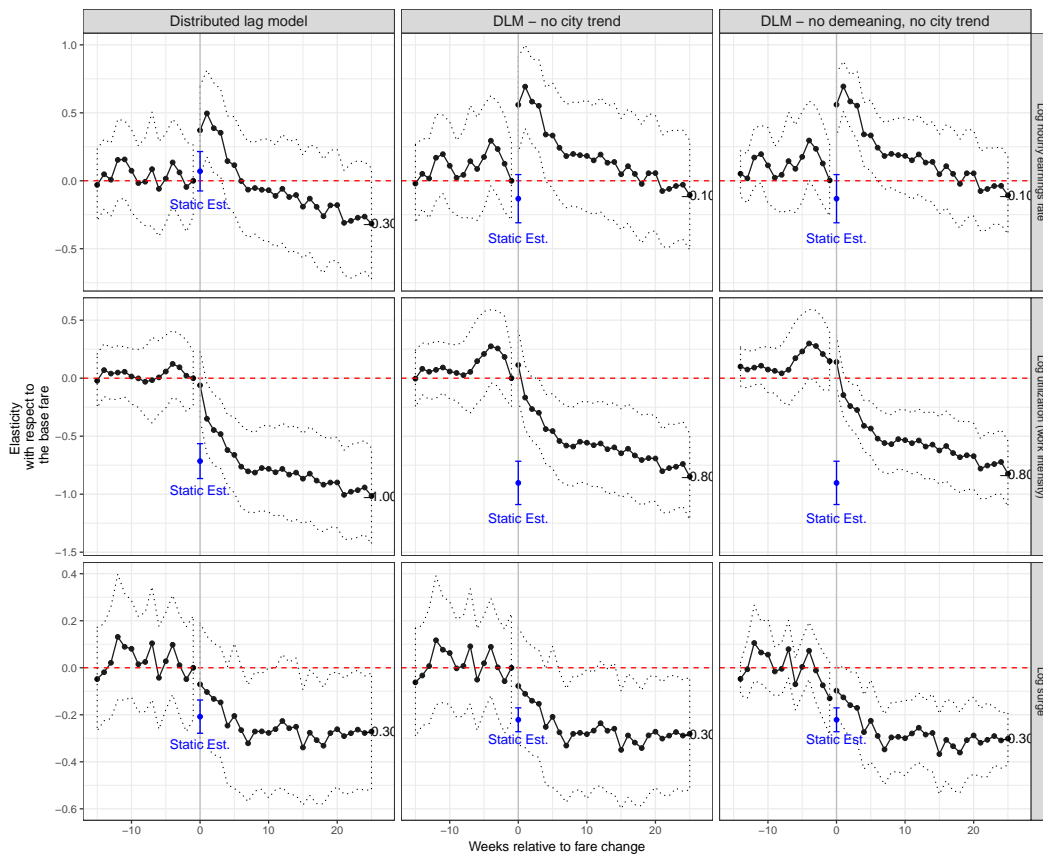 Distributed lag model
DLM − no city trend
DLM − no demeaning, no city trend
1.0
0.5
0.0
−0.5
Static Est.
−0.30
Static Est.
−0.10
Static Est.
−0.10
Log hourly earnings rate
0.5
0.0
−0.5
−1.0
−1.5
Static Est.
−1.00
Static Est.
−0.80
Static Est.
−0.80
Log utilization (work intensity)
Elasticity
with respect to
the base fare
0.4
0.2
0.0
−0.2
−0.4
−0.6
Static Est.
0.30
Static Est.
0.30
Static Est.
0.30
Log surge
−10
0
10
20
−10
0
10
20
−10
0
10
20
Weeks relative to fare change